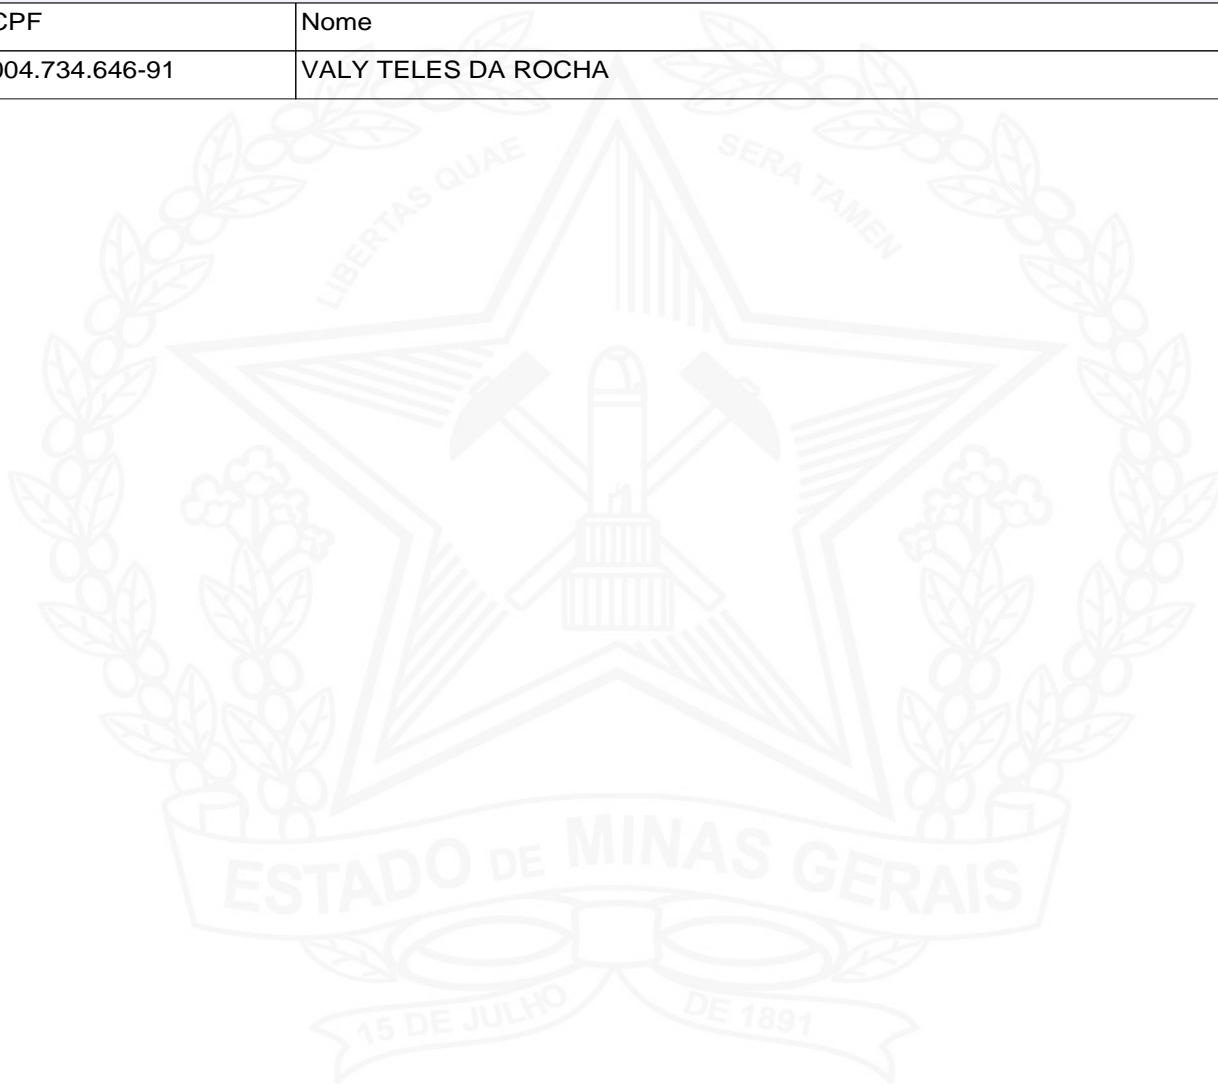 CPF Nome
004.734.646-91 VALY TELES DA ROCHA
LIBERTAS QUAE SERA TAMEN
ESTADO DE MINAS GERAIS
15 DE JULHO DE 1891